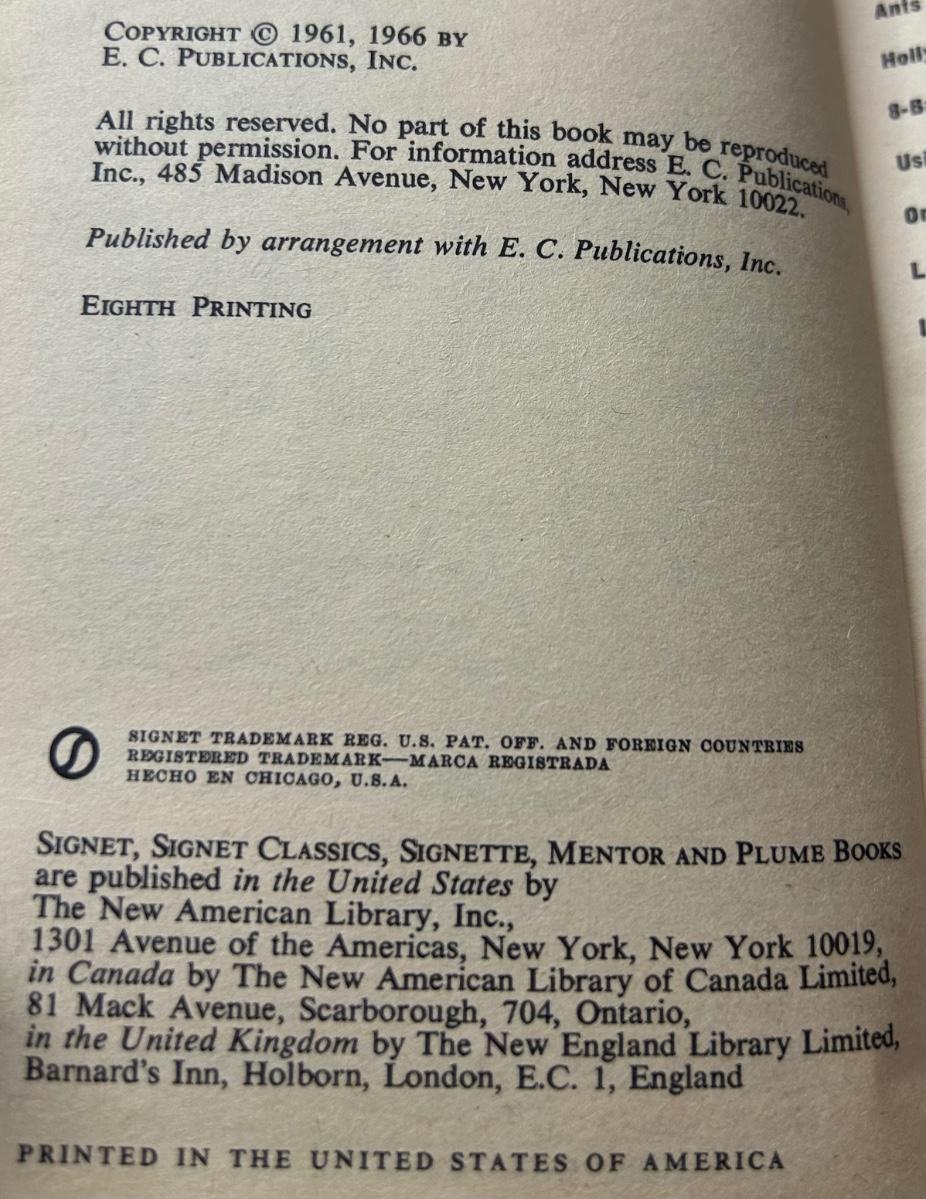 COPYRIGHT © 1961, 1966 BY
E. C. PUBLICATIONS, INC.
All rights reserved. No part of this book may be reproduced
without permission. For information address E. C. Publications,
Inc., 485 Madison Avenue, New York, New York 10022.
Published by arrangement with E. C. Publications, Inc.
EIGHTH PRINTING
SIGNET TRADEMARK REG. U.S. PAT. OFF. AND FOREIGN COUNTRIES
REGISTERED TRADEMARK—MARCA REGISTRADA
HECHO EN CHICAGO, U.S.A.
SIGNET, SIGNET CLASSICS, SIGNETTE, MENTOR AND PLUME BOOKS
are published in the United States by
The New American Library, Inc.,
1301 Avenue of the Americas, New York, New York 10019,
in Canada by The New American Library of Canada Limited,
81 Mack Avenue, Scarborough, 704, Ontario,
in the United Kingdom by The New England Library Limited,
Barnard's Inn, Holborn, London, E.C. 1, England
PRINTED IN THE UNITED STATES OF AMERICA
Ants